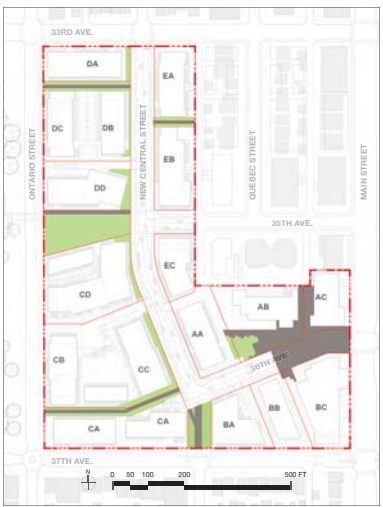 33RD AVE.
DA
EA
ONTARIO STREET
DC
DB
NEW CENTRAL STREET
EB
QUEBEC STREET
MAIN STREET
DD
35TH AVE.
EC
CD
AB
AC
AA
36TH AVE.
CB
CC
CA
CA
BA
BB
BC
37TH AVE.
N
0 50 100 200 500 FT